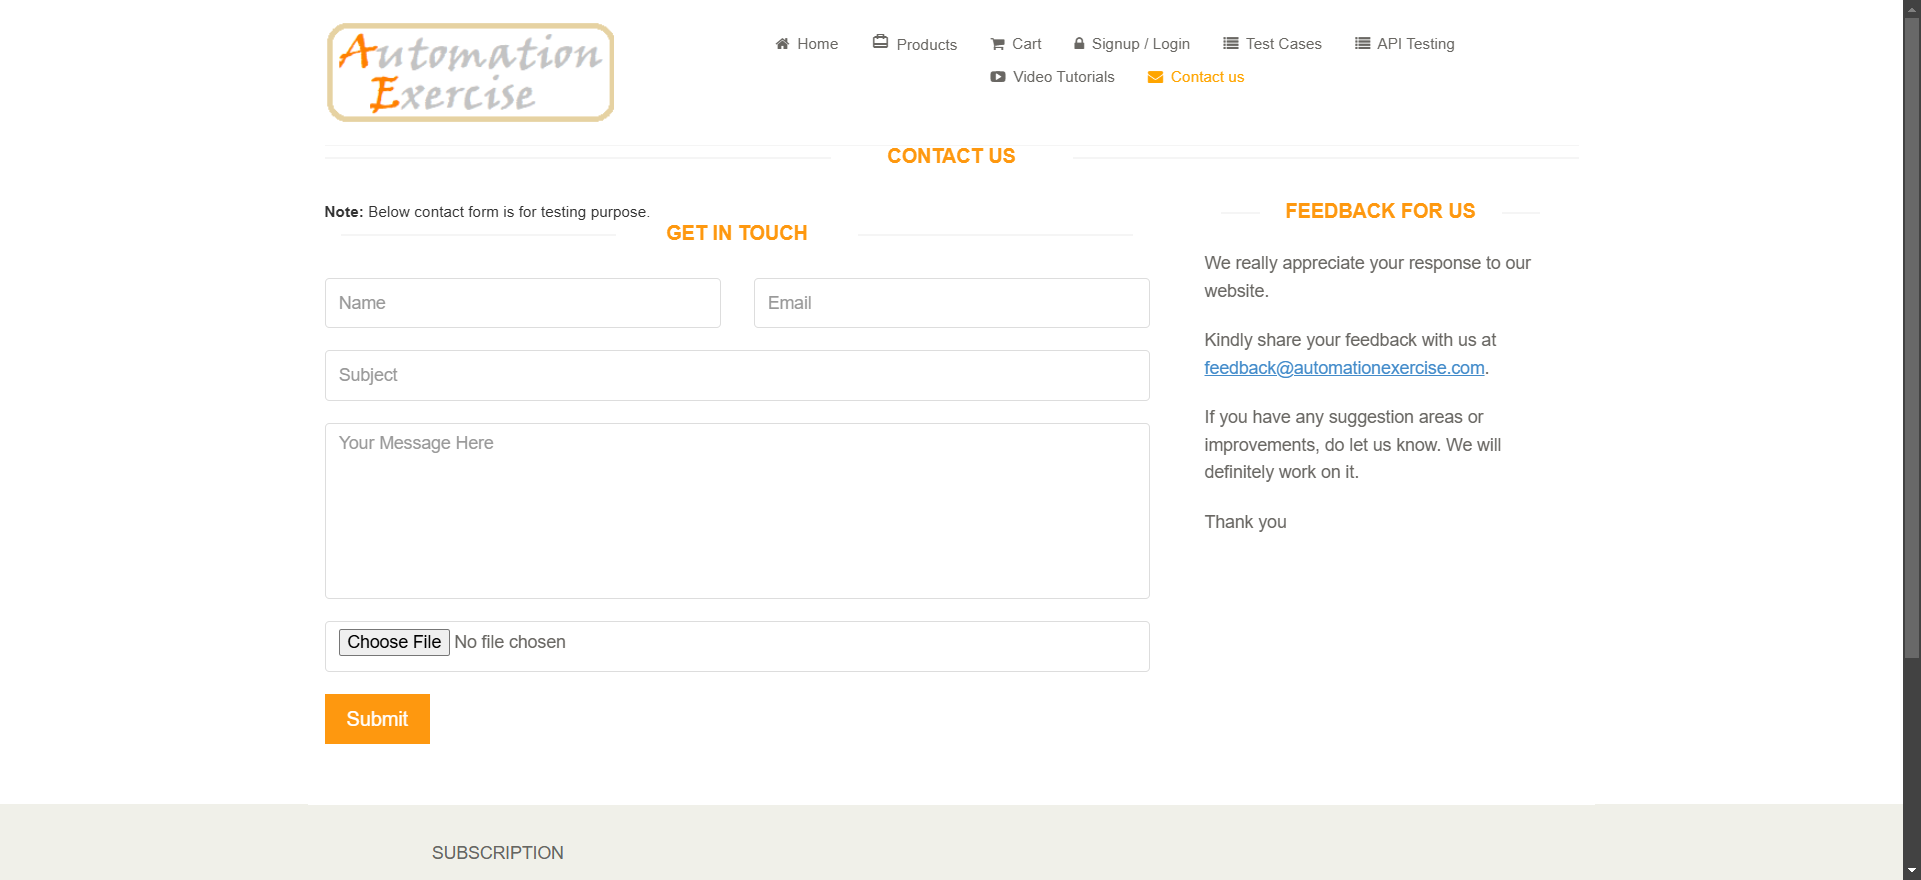 Automation
Exercise
Home
Products
Cart
Signup / Login
Test Cases
API Testing
Video Tutorials
Contact us
CONTACT US
Note: Below contact form is for testing purpose.
GET IN TOUCH
Name
Email
Subject
Your Message Here
Choose File No file chosen
Submit
FEEDBACK FOR US
We really appreciate your response to our
website.
Kindly share your feedback with us at
feedback@automationexercise.com.
If you have any suggestion areas or
improvements, do let us know. We will
definitely work on it.
Thank you
SUBSCRIPTION